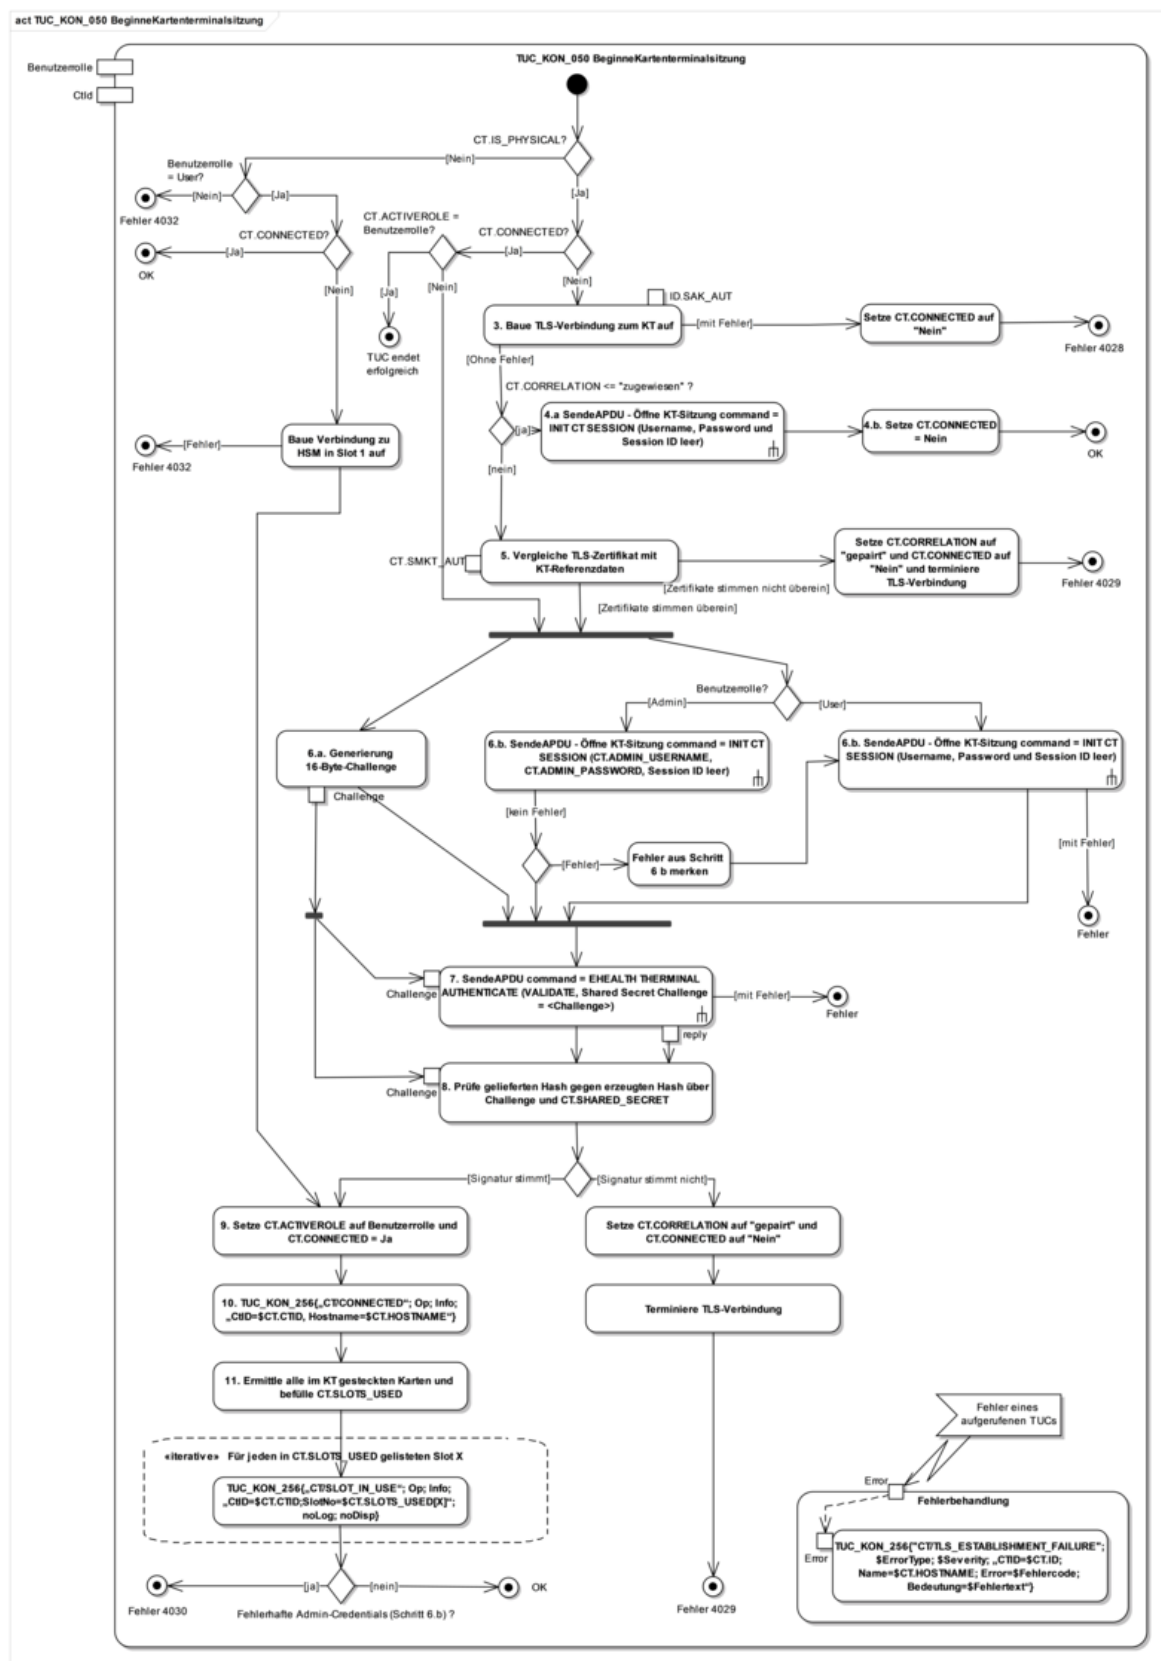 act TUC_KON_050 BeginneKartenterminalsitzung
TUC_KON_050 BeginneKartenterminalsitzung
Benutzerrolle
CtId
CT.IS_PHYSICAL?
[Nein]
[Ja]
Benutzerrolle
= User?
[Nein]
[Ja]
Fehler 4032
CT.CONNECTED?
[Ja]
OK
[Nein]
CT.ACTIVEROLE =
Benutzerrolle?
CT.CONNECTED?
[Ja]
[Nein]
[Ja]
[Nein]
TUC endet
erfolgreich
ID.SAK_AUT
3. Baue TLS-Verbindung zum KT auf
[mit Fehler]
Setze CT.CONNECTED auf
"Nein"
Fehler 4028
[Ohne Fehler]
CT.CORRELATION <= "zugewiesen" ?
[ja]
4.a SendeAPDU - Öffne KT-Sitzung command =
INIT CT SESSION (Username, Password und
Session ID leer)
4.b. Setze CT.CONNECTED
= Nein
OK
[nein]
Baue Verbindung zu
HSM in Slot 1 auf
[Fehler]
Fehler 4032
CT.SMKT_AUT
5. Vergleiche TLS-Zertifikat mit
KT-Referenzdaten
[Zertifikate stimmen nicht überein]
Setze CT.CORRELATION auf
"gepairt" und CT.CONNECTED auf
"Nein" und terminiere
TLS-Verbindung
Fehler 4029
[Zertifikate stimmen überein]
Benutzerrolle?
[Admin]
[User]
6.a. Generierung
16-Byte-Challenge
Challenge
6.b. SendeAPDU - Öffne KT-Sitzung command = INIT CT
SESSION (CT.ADMIN_USERNAME,
CT.ADMIN_PASSWORD, Session ID leer)
6.b. SendeAPDU - Öffne KT-Sitzung command = INIT CT
SESSION (Username, Password und Session ID leer)
[kein Fehler]
[Fehler]
Fehler aus Schritt
6 b merken
[mit Fehler]
Fehler
Challenge
7. SendeAPDU command = EHEALTH THERMINAL
AUTHENTICATE (VALIDATE, Shared Secret Challenge
= <Challenge>)
[mit Fehler]
Fehler
reply
Challenge
8. Prüfe gelieferten Hash gegen erzeugten Hash über
Challenge und CT.SHARED_SECRET
[Signatur stimmt]
[Signatur stimmt nicht]
9. Setze CT.ACTIVEROLE auf Benutzerrolle und
CT.CONNECTED = Ja
Setze CT.CORRELATION auf "gepairt" und
CT.CONNECTED auf "Nein"
10. TUC_KON_256{„CT/CONNECTED“; Op; Info;
„CtID=$CT.CTID, Hostname=$CT.HOSTNAME“}
Terminiere TLS-Verbindung
11. Ermittle alle im KT gesteckten Karten und
befülle CT.SLOTS_USED
«iterative» Für jeden in CT.SLOTS_USED gelisteten Slot X
TUC_KON_256{„CT/SLOT_IN_USE“; Op; Info;
„CtID=$CT.CTID;SlotNo=$CT.SLOTS_USED[X]“;
noLog; noDisp}
[ja]
[nein]
Fehler 4030
OK
Fehlerhafte Admin-Credentials (Schritt 6.b) ?
Fehler 4029
Fehler eines
aufgerufenen TUCs
Error
Fehlerbehandlung
Error
TUC_KON_256{"CT/TLS_ESTABLISHMENT_FAILURE";
$ErrorType; $Severity; „CTID=$CT.ID;
Name=$CT.HOSTNAME; Error=$Fehlercode;
Bedeutung=$Fehlertext“}